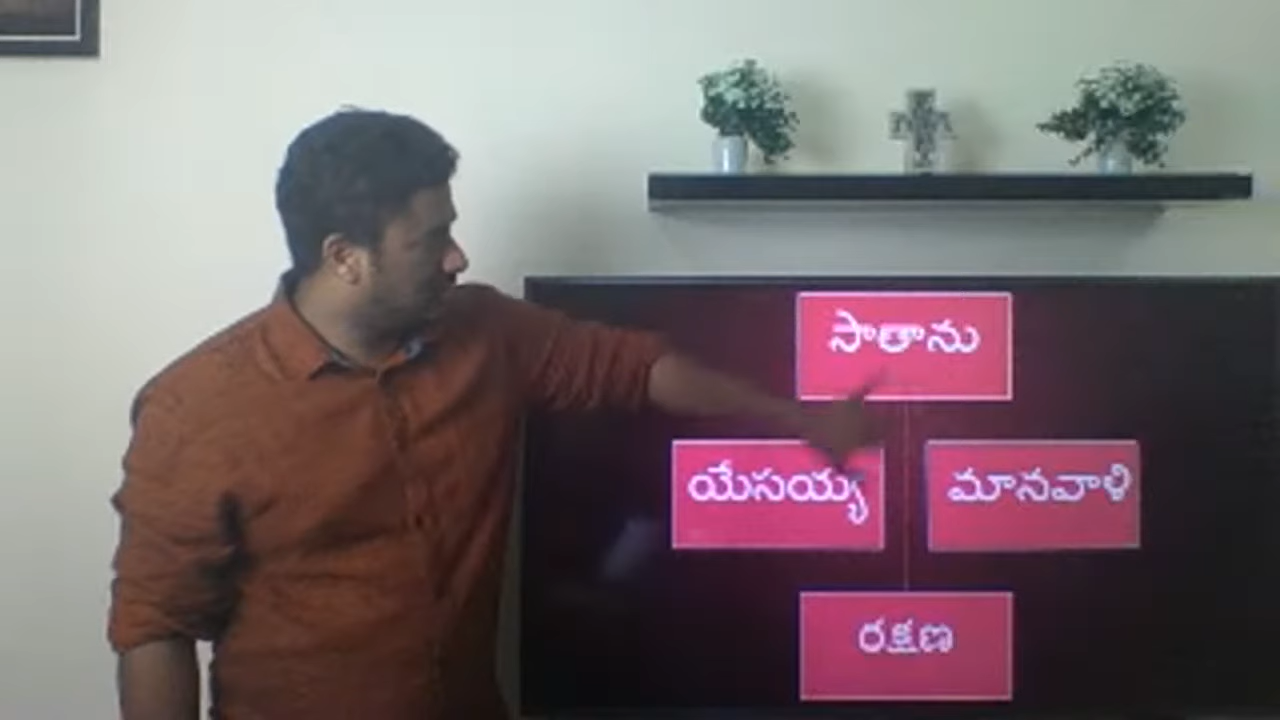 సాతాను
యేసయ్య
మానవాళి
రక్షణ